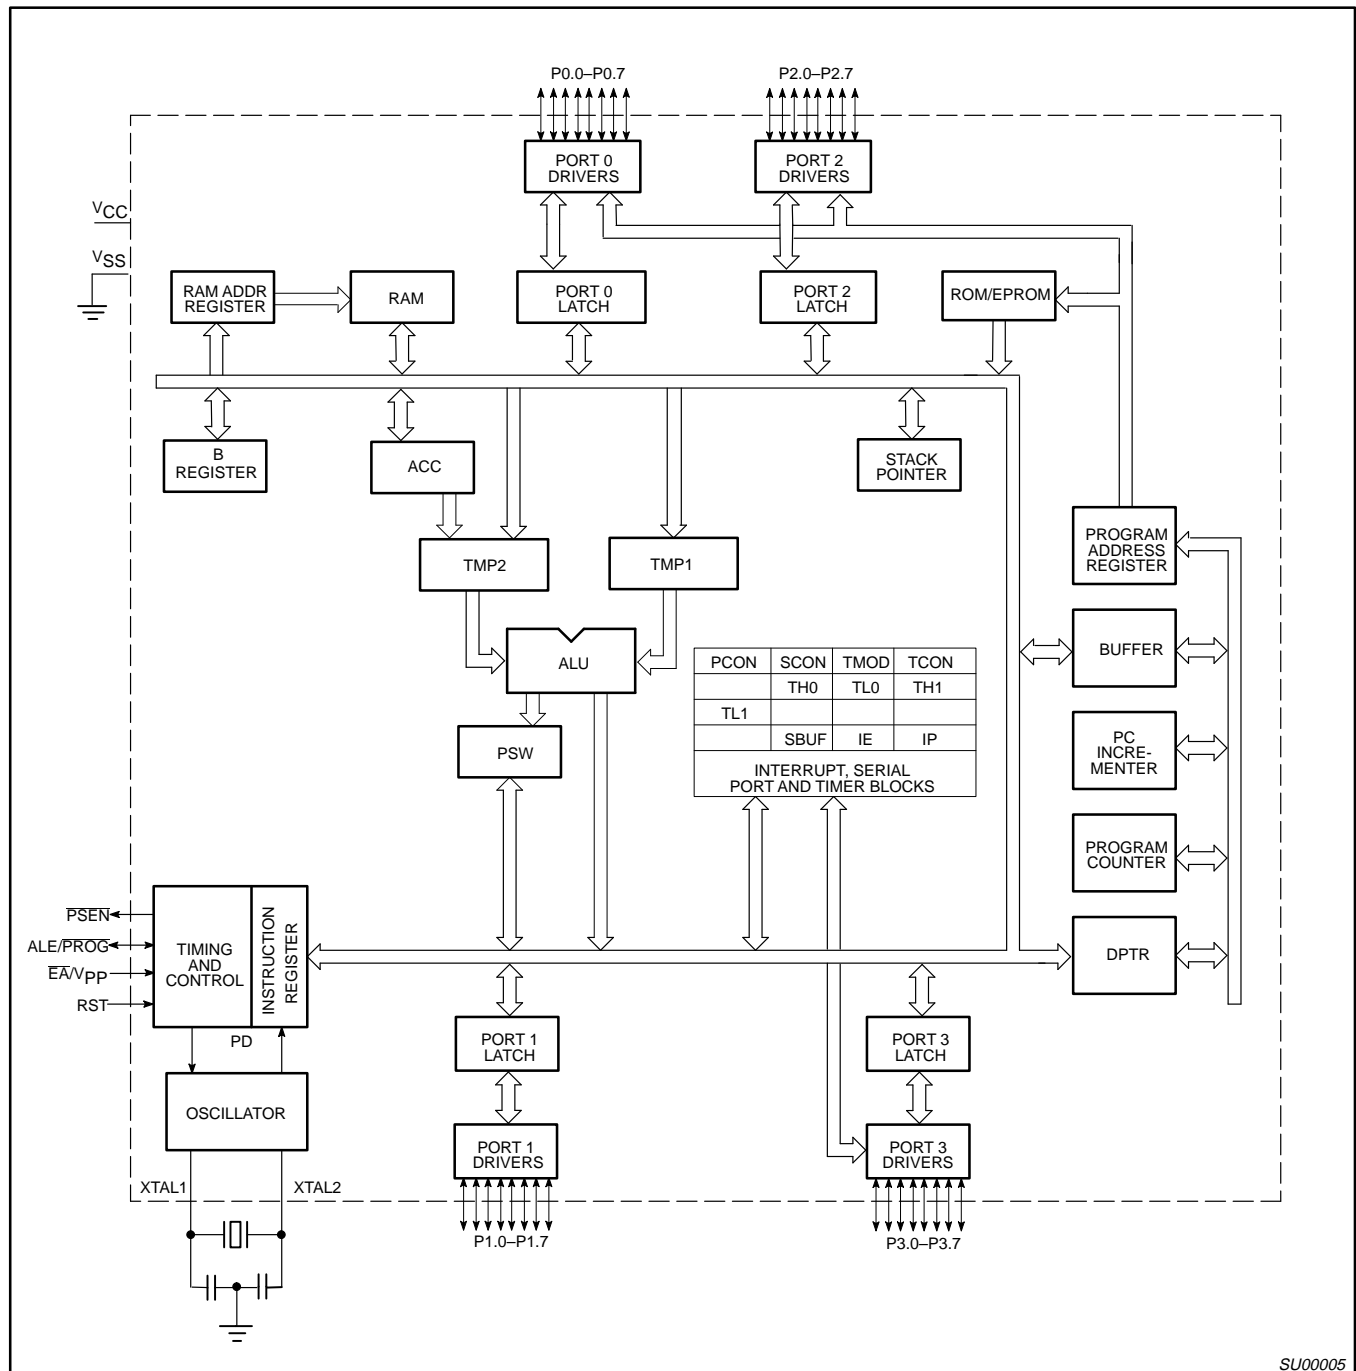 P0.0–P0.7
P2.0–P2.7
PORT 0
DRIVERS
PORT 2
DRIVERS
VCC
VSS
RAM ADDR
REGISTER
RAM
PORT 0
LATCH
PORT 2
LATCH
ROM/EPROM
B
REGISTER
ACC
STACK
POINTER
PROGRAM
ADDRESS
REGISTER
TMP2
TMP1
ALU
BUFFER
PCON SCON TMOD TCON
TH0 TL0 TH1
TL1
SBUF IE IP
INTERRUPT, SERIAL
PORT AND TIMER BLOCKS
PSW
PC
INCRE-
MENTER
PROGRAM
COUNTER
PSEN
ALE/PROG
EA/VPP
RST
TIMING
AND
CONTROL
INSTRUCTION
REGISTER
DPTR
PD
PORT 1
LATCH
PORT 3
LATCH
OSCILLATOR
PORT 1
DRIVERS
PORT 3
DRIVERS
XTAL1
XTAL2
P1.0–P1.7
P3.0–P3.7
SU00005